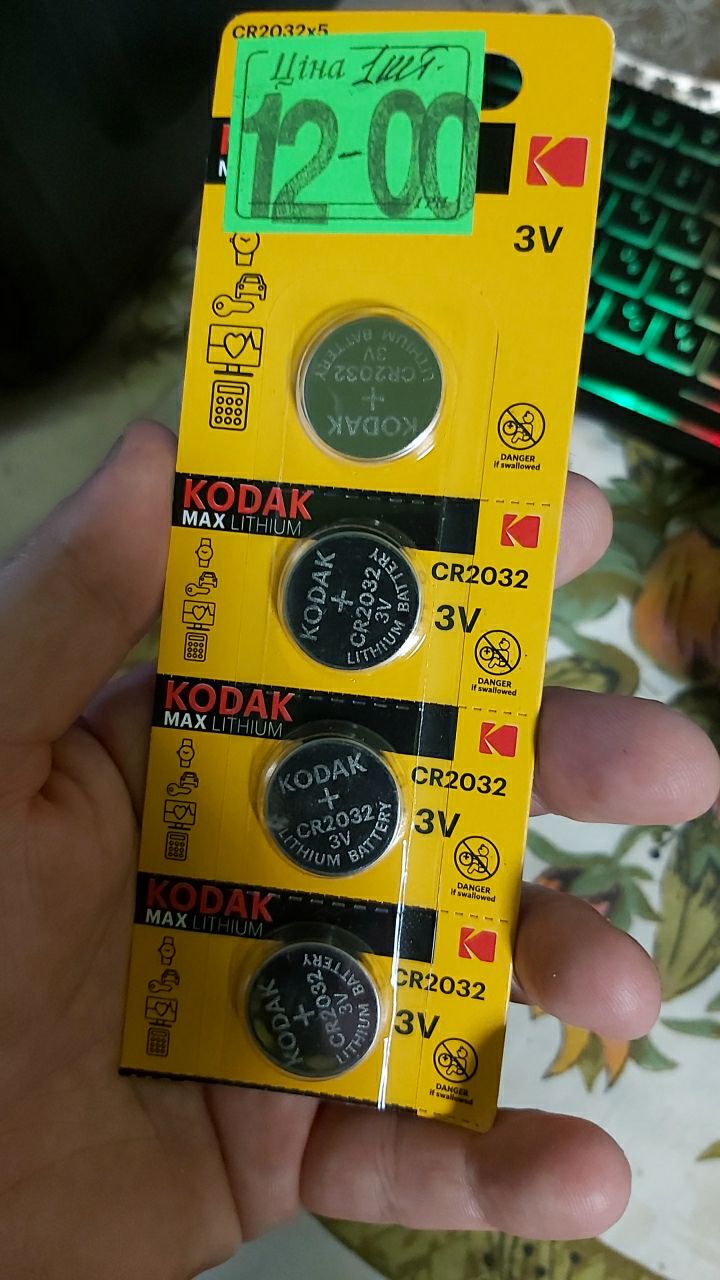 CR2032x5
Ціна 1шт.
12-00
грн.
3V
KODAK
+
CR2032
3V
LITHIUM BATTERY
DANGER
if swallowed
KODAK
MAX LITHIUM
CR2032
3V
KODAK
+
CR2032
3V
LITHIUM BATTERY
DANGER
if swallowed
KODAK
MAX LITHIUM
CR2032
3V
KODAK
+
CR2032
3V
LITHIUM BATTERY
DANGER
if swallowed
KODAK
MAX LITHIUM
CR2032
3V
KODAK
+
CR2032
3V
LITHIUM BATTERY
DANGER
if swallowed